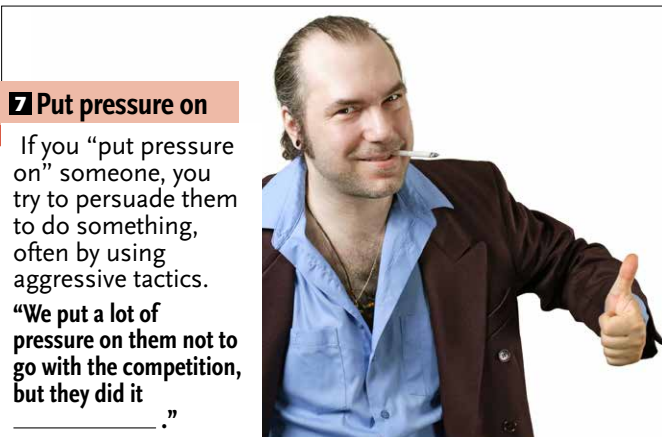 7 Put pressure on
If you “put pressure
on” someone, you
try to persuade them
to do something,
often by using
aggressive tactics.
“We put a lot of
pressure on them not to
go with the competition,
but they did it
____________ .”